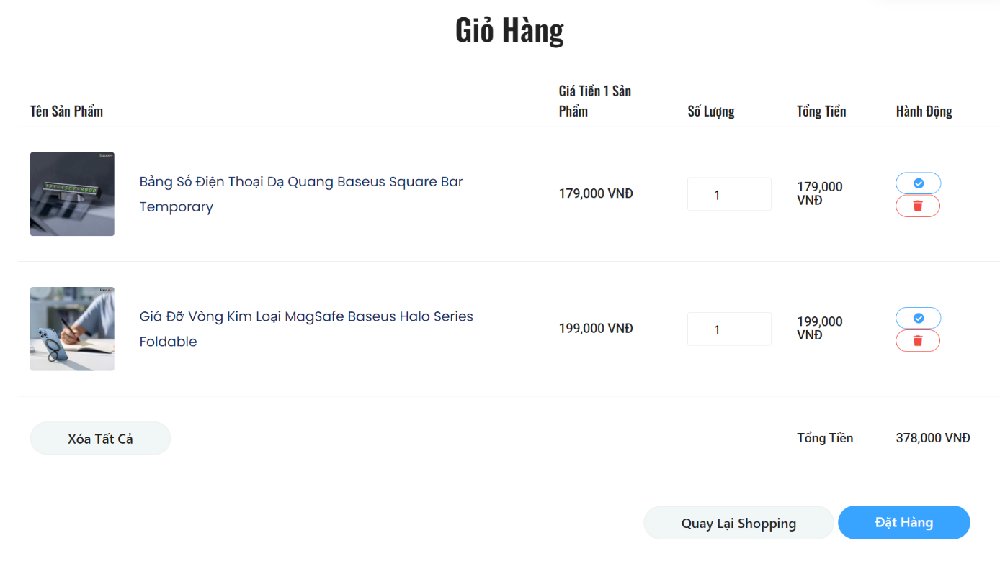 Giỏ Hàng
Giá Tiền 1 Sản
Tên Sản Phẩm Phẩm Số Lượng Tổng Tiền Hành Động
Bảng Số Điện Thoại Dạ Quang Baseus Square Bar
Temporary
179,000 VNĐ
1
179,000
VNĐ
123-4567-8900
Giá Đỡ Vòng Kim Loại MagSafe Baseus Halo Series
Foldable
199,000 VNĐ
1
199,000
VNĐ
Xóa Tất Cả
Tổng Tiền 378,000 VNĐ
Quay Lại Shopping
Đặt Hàng